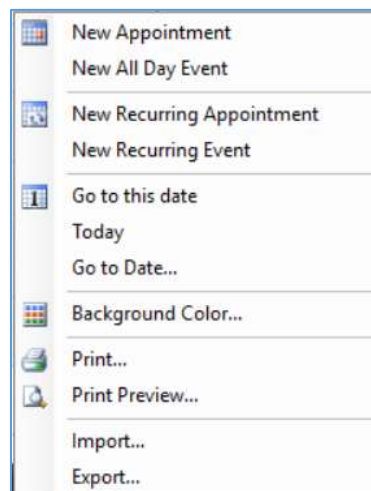 New Appointment
New All Day Event
New Recurring Appointment
New Recurring Event
Go to this date
Today
Go to Date...
Background Color...
Print...
Print Preview...
Import...
Export...